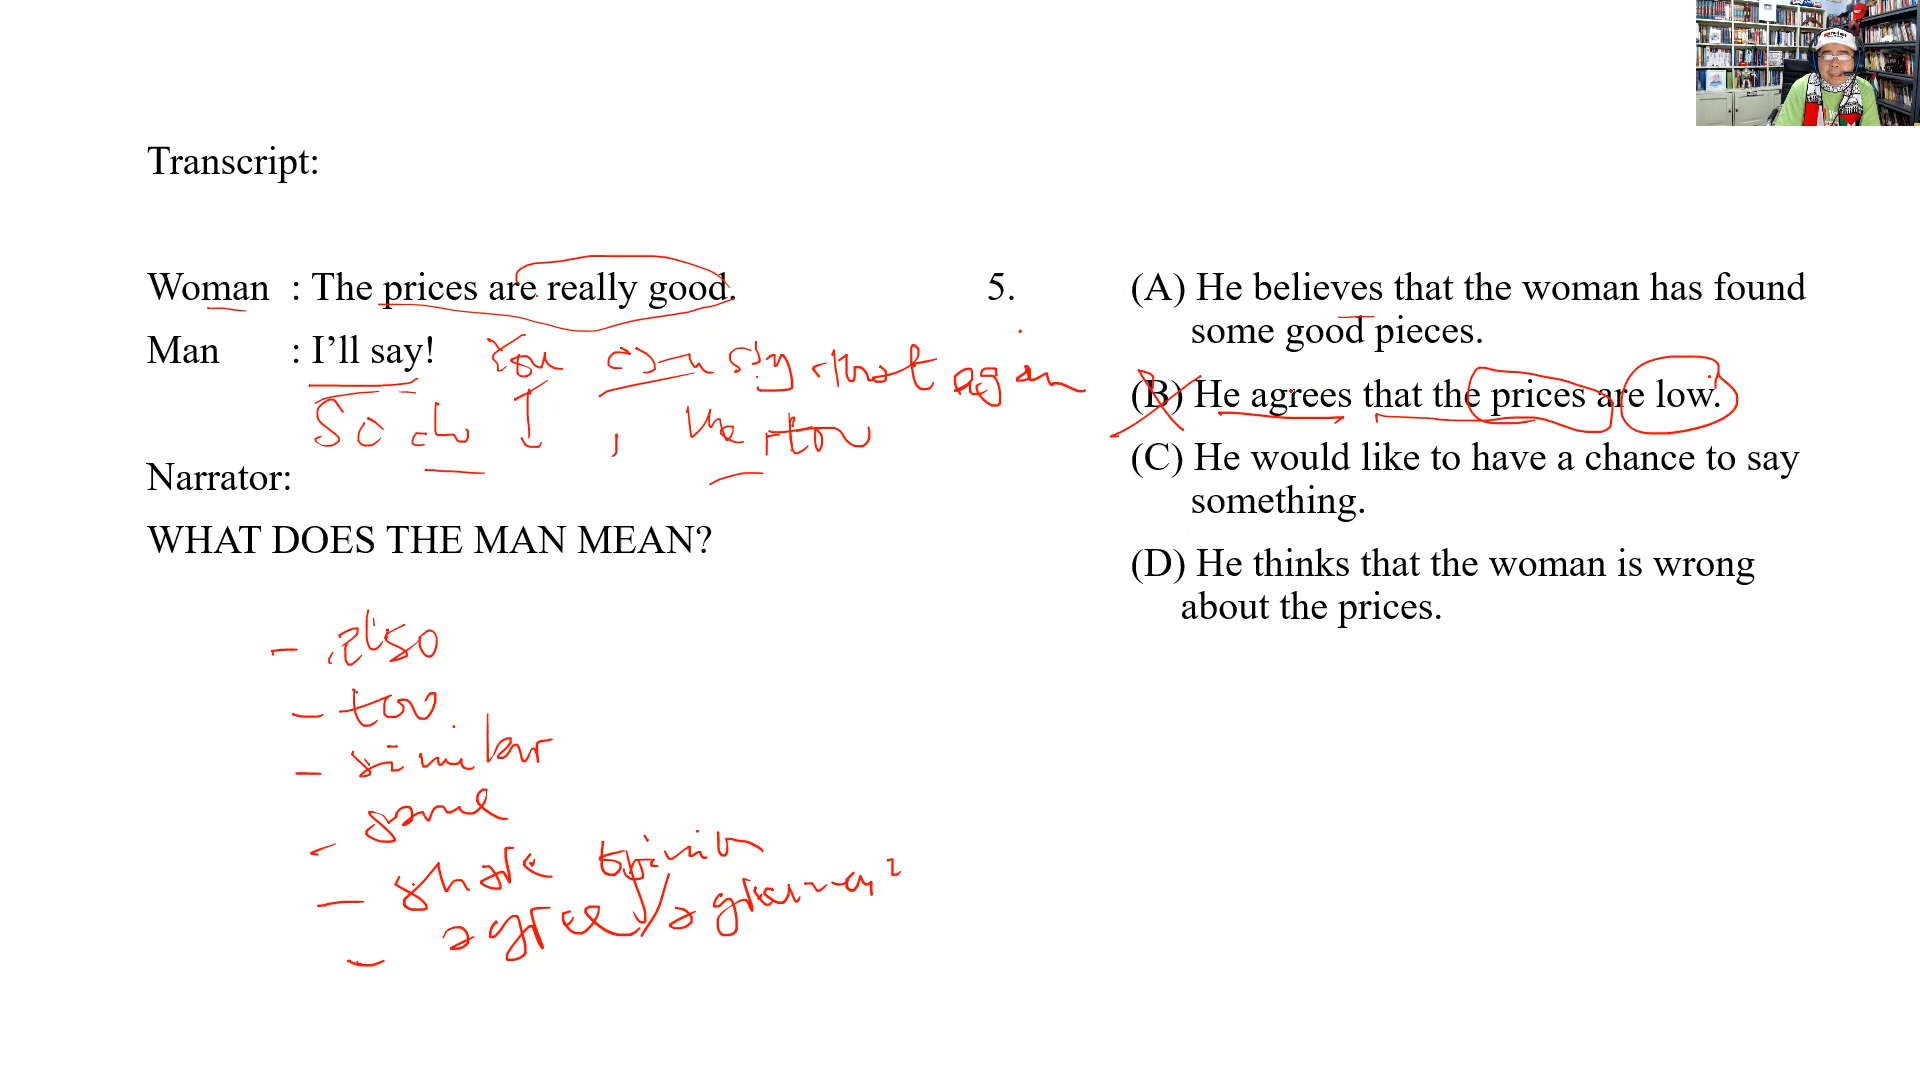 Transcript:
Woman : The prices are really good.
Man : I'll say!
You can say that again
So do I , Me too
Narrator:
WHAT DOES THE MAN MEAN?
- also
- too
- similar
- same
- share opinion
- agree / agreement
5.
(A) He believes that the woman has found
some good pieces.
(B) He agrees that the prices are low.
(C) He would like to have a chance to say
something.
(D) He thinks that the woman is wrong
about the prices.